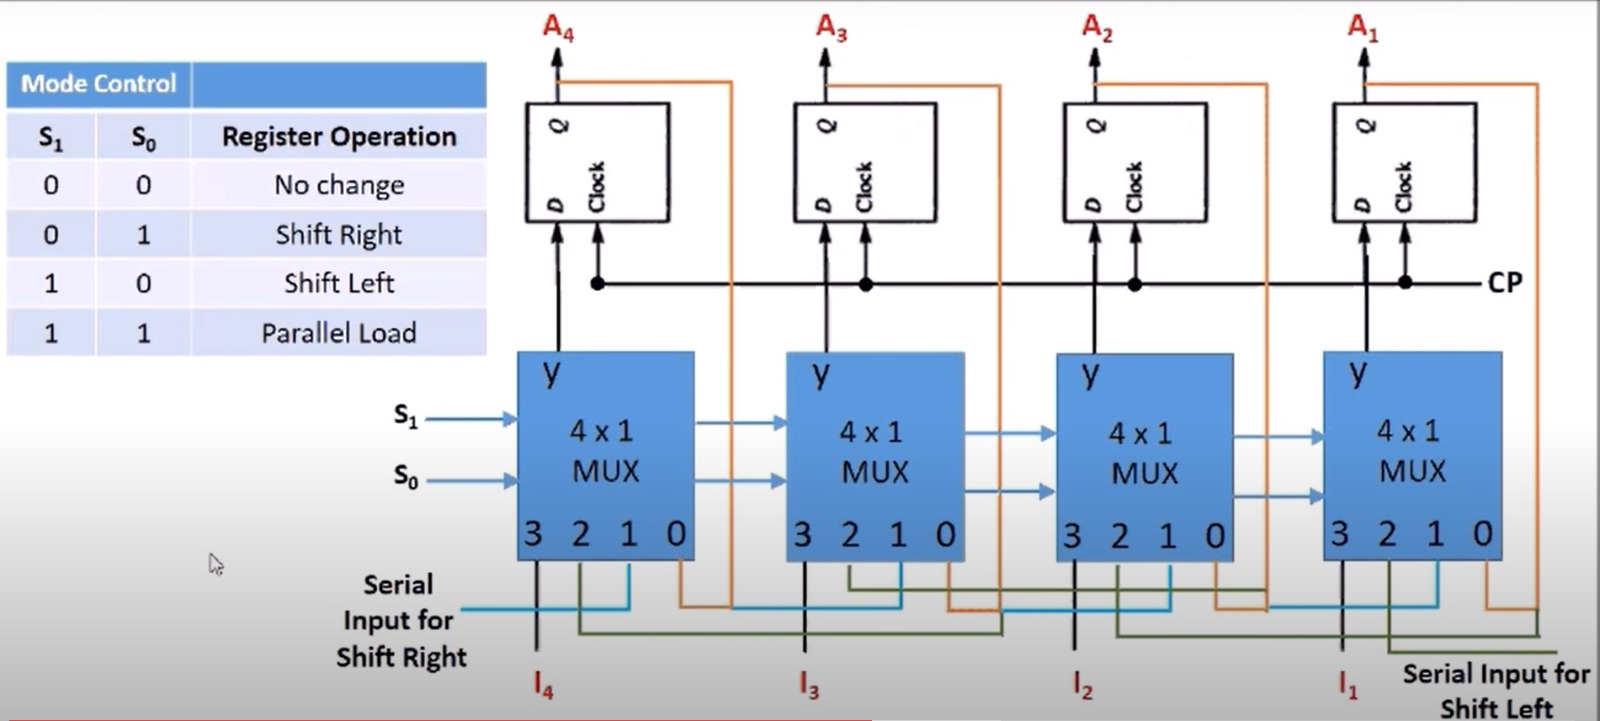 A4 A3 A2 A1
Mode Control
S1 S0 Register Operation
0 0 No change
0 1 Shift Right
1 0 Shift Left
1 1 Parallel Load
Q Q Q Q
D Clock D Clock D Clock D Clock
CP
y y y y
S1
4 x 1 4 x 1 4 x 1 4 x 1
S0
MUX MUX MUX MUX
3 2 1 0 3 2 1 0 3 2 1 0 3 2 1 0
Serial
Input for
Shift Right
I4 I3 I2 I1
Serial Input for
Shift Left